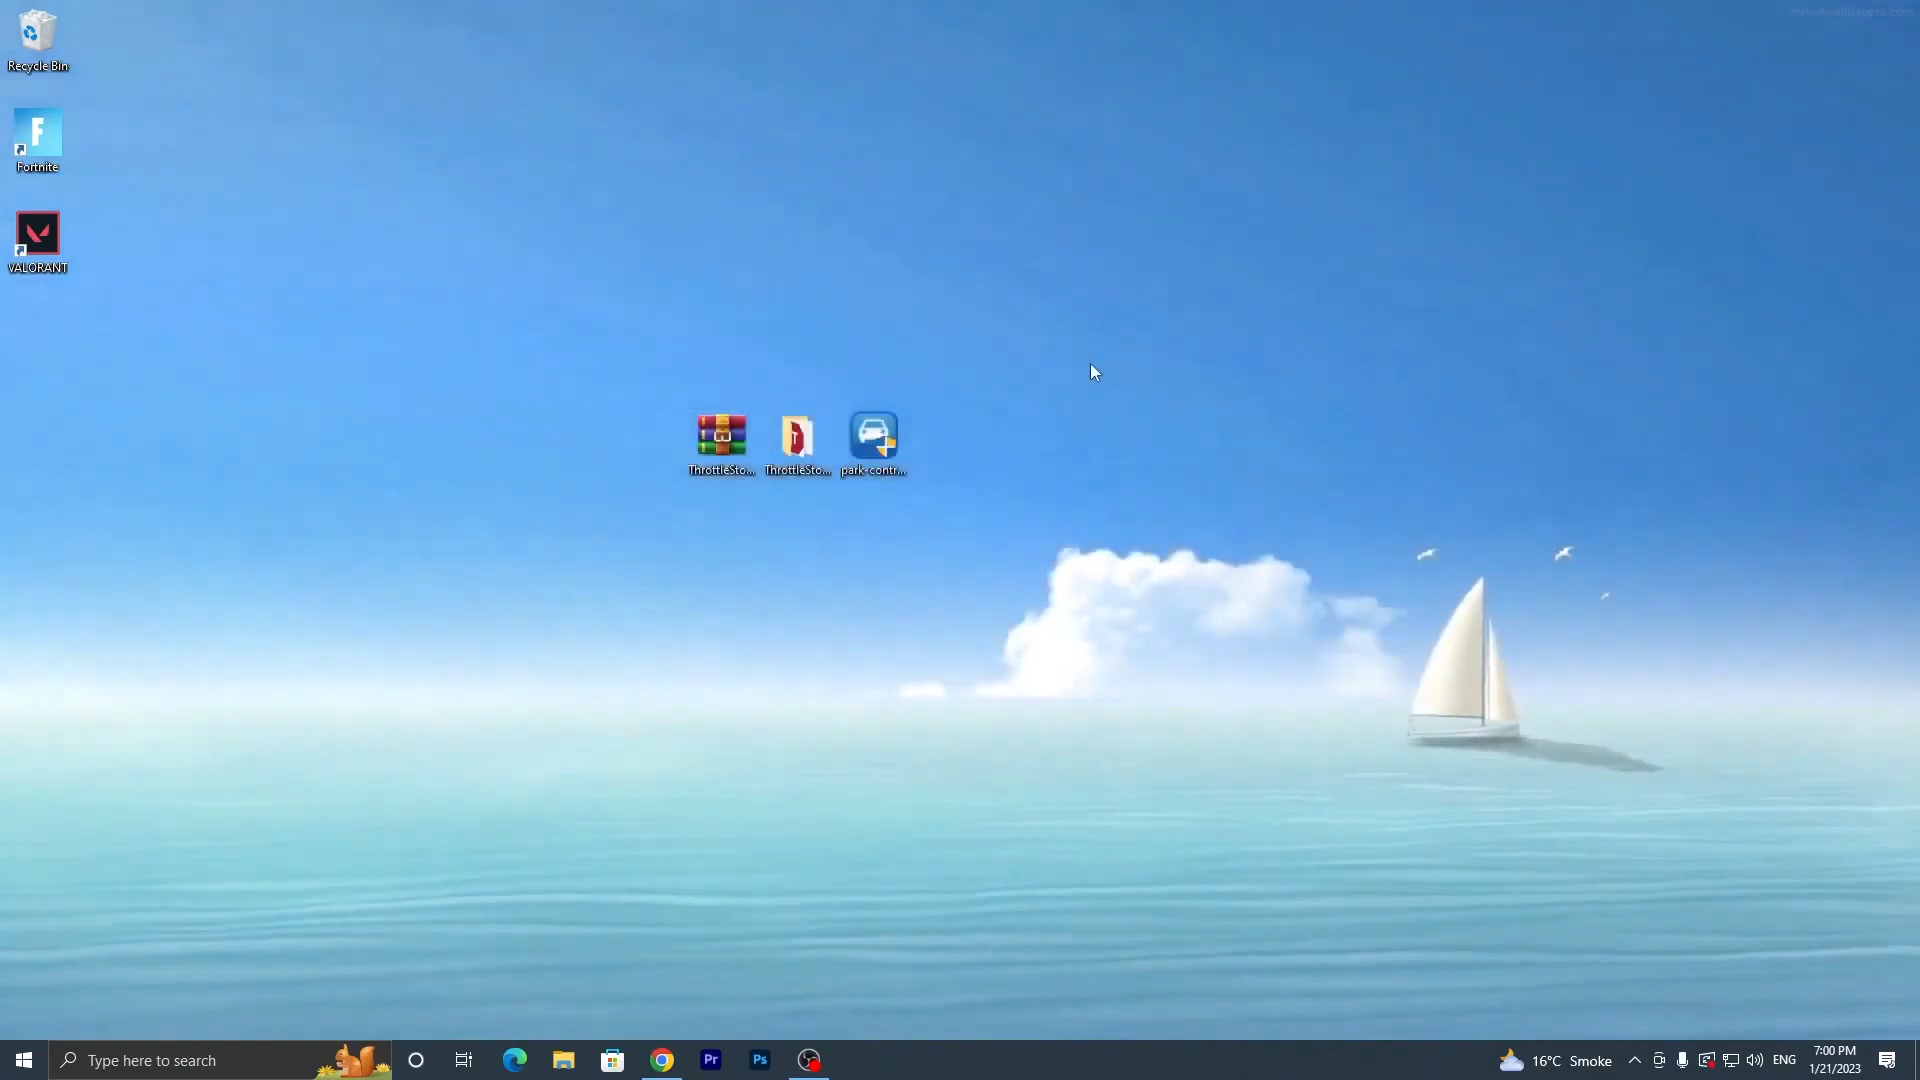 Recycle Bin
Fortnite
VALORANT
ThrottleSto...
ThrottleSto...
park-contr...
Type here to search
Pr
Ps
16°C Smoke
ENG
7:00 PM
1/21/2023